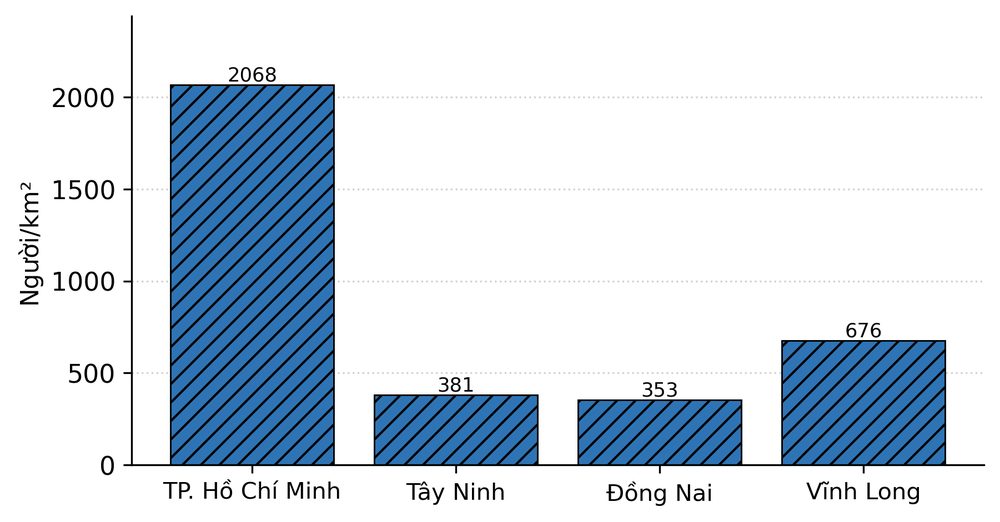 Người/km²
2000
1500
1000
500
0
2068
381
353
676
TP. Hồ Chí Minh
Tây Ninh
Đồng Nai
Vĩnh Long